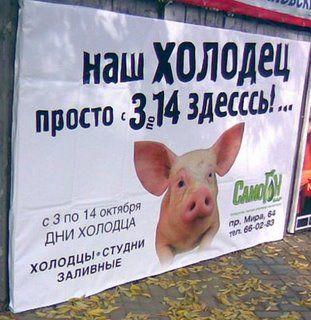 наш ХОЛОДЕЦ
просто с 3 по 14 здесссь!...
с 3 по 14 октября
ДНИ ХОЛОДЦА
ХОЛОДЦЫ • СТУДНИ
ЗАЛИВНЫЕ
СамоГОN
пр. Мира, 64
тел. 66-02-83